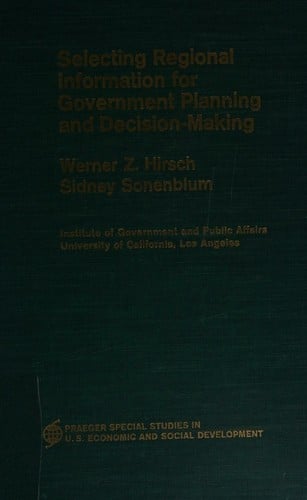 Selecting Regional
Information for
Government Planning
and Decision-Making
Werner Z. Hirsch
Sidney Sonenblum
Institute of Government and Public Affairs
University of California, Los Angeles
PRAEGER SPECIAL STUDIES IN
U.S. ECONOMIC AND SOCIAL DEVELOPMENT